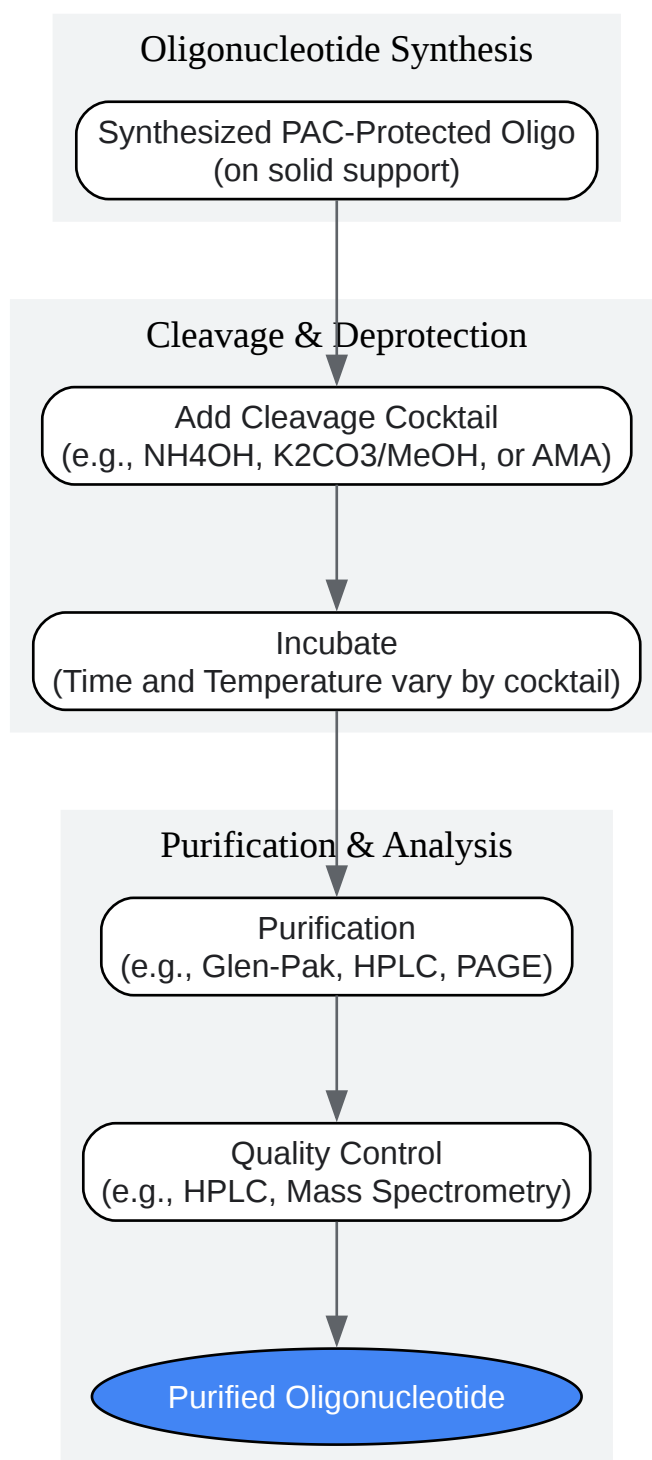 Oligonucleotide Synthesis
Synthesized PAC-Protected Oligo
(on solid support)
Cleavage & Deprotection
Add Cleavage Cocktail
(e.g., NH4OH, K2CO3/MeOH, or AMA)
Incubate
(Time and Temperature vary by cocktail)
Purification & Analysis
Purification
(e.g., Glen-Pak, HPLC, PAGE)
Quality Control
(e.g., HPLC, Mass Spectrometry)
Purified Oligonucleotide